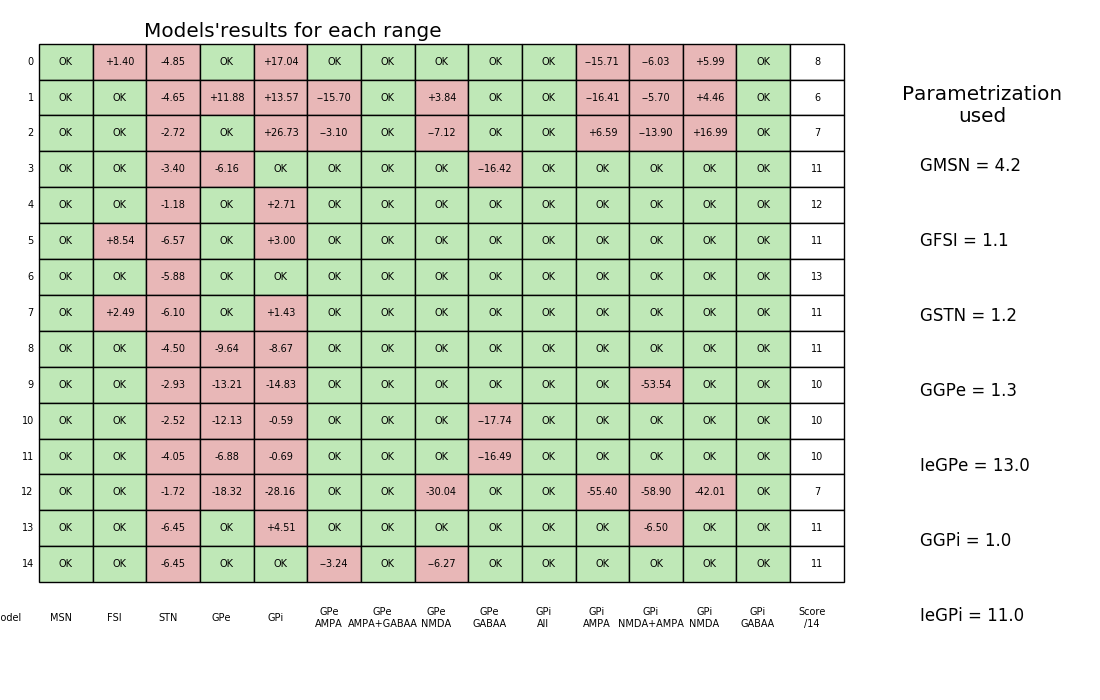 Models'results for each range
0 OK +1.40 -4.85 OK +17.04 OK OK OK OK OK --15.71 --6.03 +5.99 OK 8
1 OK OK -4.65 +11.88 +13.57 --15.70 OK +3.84 OK OK --16.41 --5.70 +4.46 OK 6
2 OK OK -2.72 OK +26.73 --3.10 OK --7.12 OK OK +6.59 --13.90 +16.99 OK 7
3 OK OK -3.40 -6.16 OK OK OK OK --16.42 OK OK OK OK OK 11
4 OK OK -1.18 OK +2.71 OK OK OK OK OK OK OK OK OK 12
5 OK +8.54 -6.57 OK +3.00 OK OK OK OK OK OK OK OK OK 11
6 OK OK -5.88 OK OK OK OK OK OK OK OK OK OK OK 13
7 OK +2.49 -6.10 OK +1.43 OK OK OK OK OK OK OK OK OK 11
8 OK OK -4.50 -9.64 -8.67 OK OK OK OK OK OK OK OK OK 11
9 OK OK -2.93 -13.21 -14.83 OK OK OK OK OK OK -53.54 OK OK 10
10 OK OK -2.52 -12.13 -0.59 OK OK OK --17.74 OK OK OK OK OK 10
11 OK OK -4.05 -6.88 -0.69 OK OK OK --16.49 OK OK OK OK OK 10
12 OK OK -1.72 -18.32 -28.16 OK OK -30.04 OK OK -55.40 -58.90 -42.01 OK 7
13 OK OK -6.45 OK +4.51 OK OK OK OK OK OK -6.50 OK OK 11
14 OK OK -6.45 OK OK --3.24 OK --6.27 OK OK OK OK OK OK 11
odel MSN FSI STN GPe GPi GPe GPe GPe GPe GPi GPi GPi GPi GPi Score
AMPA AMPA+GABAA NMDA GABAA All AMPA NMDA+AMPA NMDA GABAA /14
Parametrization
used
GMSN = 4.2
GFSI = 1.1
GSTN = 1.2
GGPe = 1.3
IeGPe = 13.0
GGPi = 1.0
IeGPi = 11.0